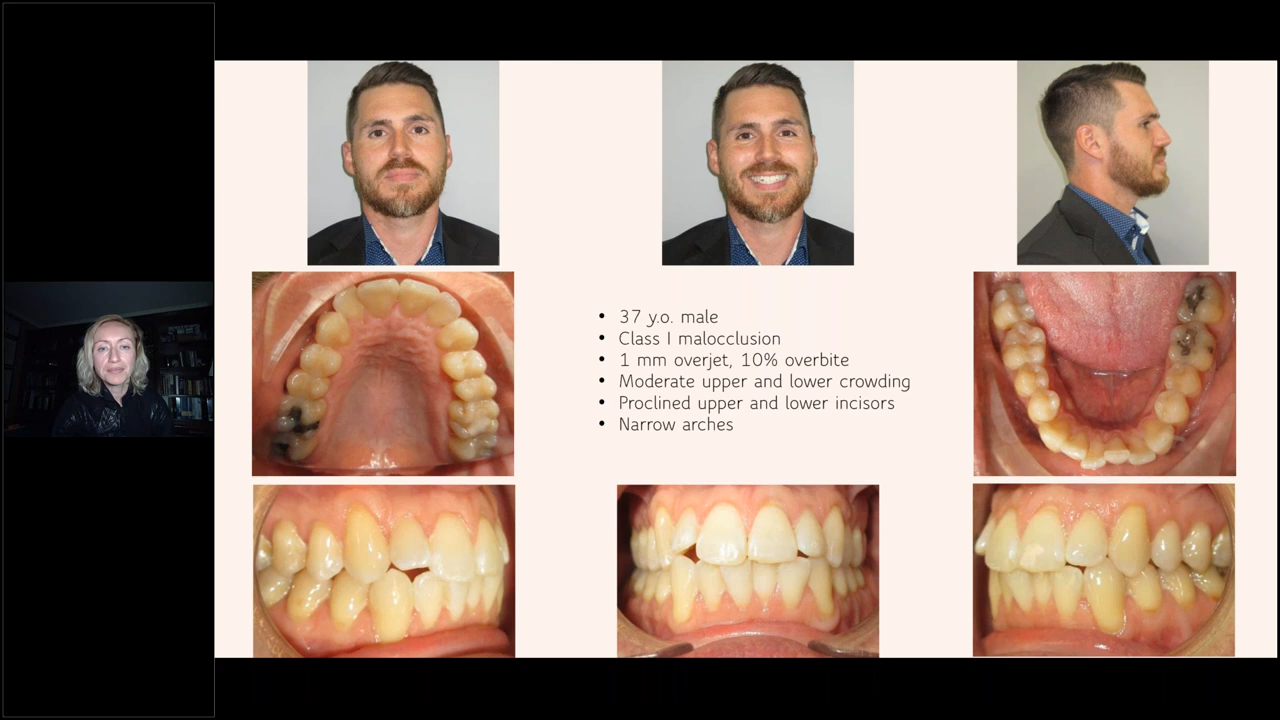 • 37 y.o. male
• Class I malocclusion
• 1 mm overjet, 10% overbite
• Moderate upper and lower crowding
• Proclined upper and lower incisors
• Narrow arches